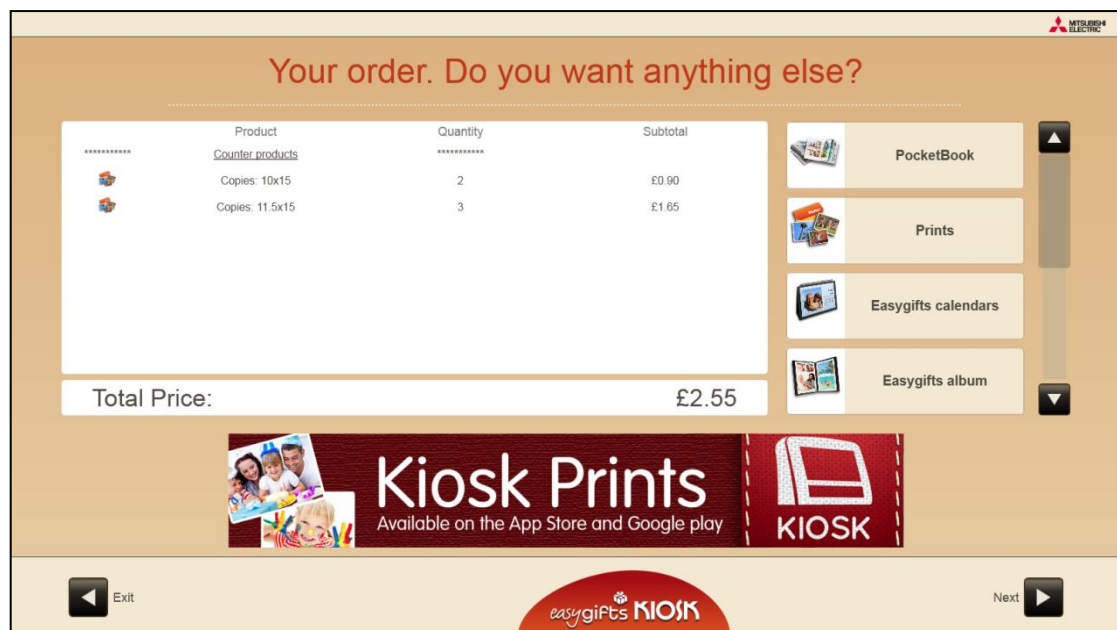 MITSUBISHI
ELECTRIC
Your order. Do you want anything else?
Product Quantity Subtotal
*********** Counter products ***********
Copies: 10x15 2 £0.90
Copies: 11.5x15 3 £1.65
Total Price: £2.55
PocketBook
Prints
Easygifts calendars
Easygifts album
Kiosk Prints
Available on the App Store and Google play
KIOSK
Exit
easygifts KIOSK
Next